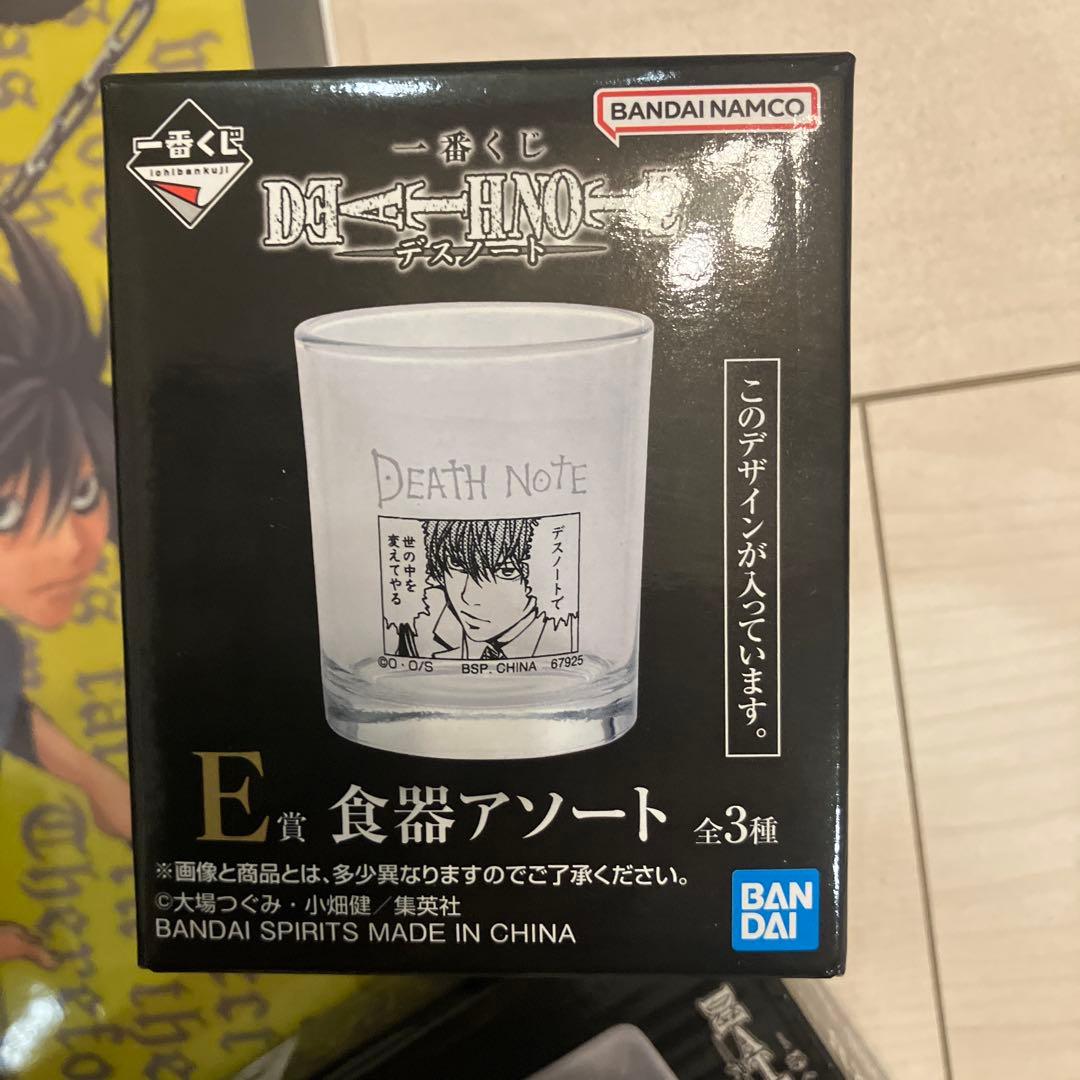 一番くじ
ichibankuji
BANDAI NAMCO
一番くじ
DEATH NOTE
デスノート
DEATH NOTE
デスノートで
世の中を
変えてやる
©O・O/S BSP. CHINA 67925
このデザインが入っています。
E賞 食器アソート 全3種
※画像と商品とは、多少異なりますのでご了承ください。
©大場つぐみ・小畑健／集英社
BANDAI SPIRITS MADE IN CHINA
BAN
DAI